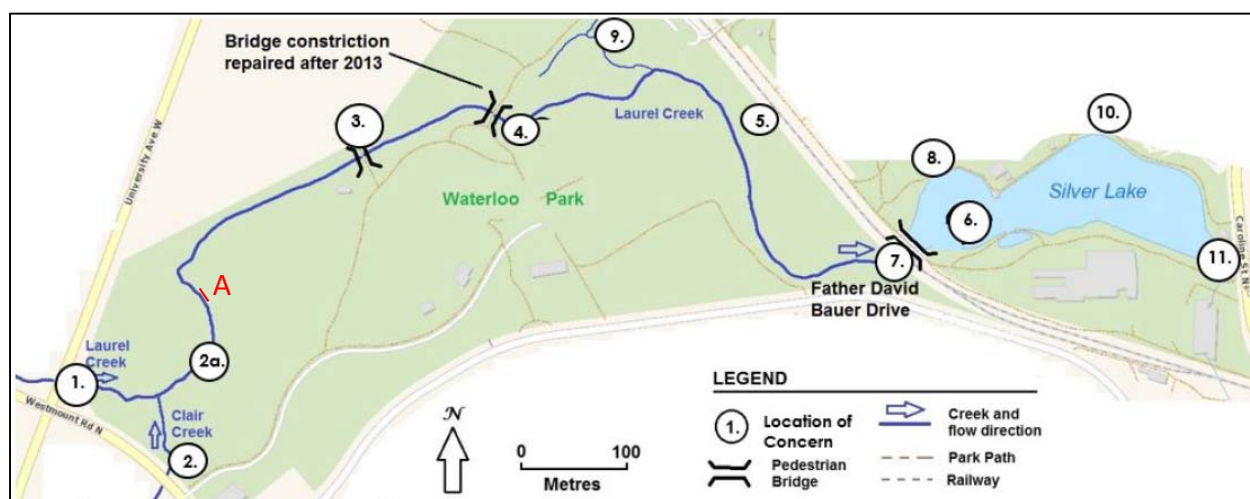 Bridge constriction
repaired after 2013
9.
University Ave W
3.
4.
Laurel Creek
5.
10.
8.
Silver Lake
Waterloo Park
6.
A
7.
11.
Caroline St N
Father David
Bauer Drive
Laurel
Creek
2a.
1.
Westmount Rd N
Clair
Creek
2.
N
0 100
Metres
LEGEND
1.
Location of
Concern
Pedestrian
Bridge
Creek and
flow direction
Park Path
Railway